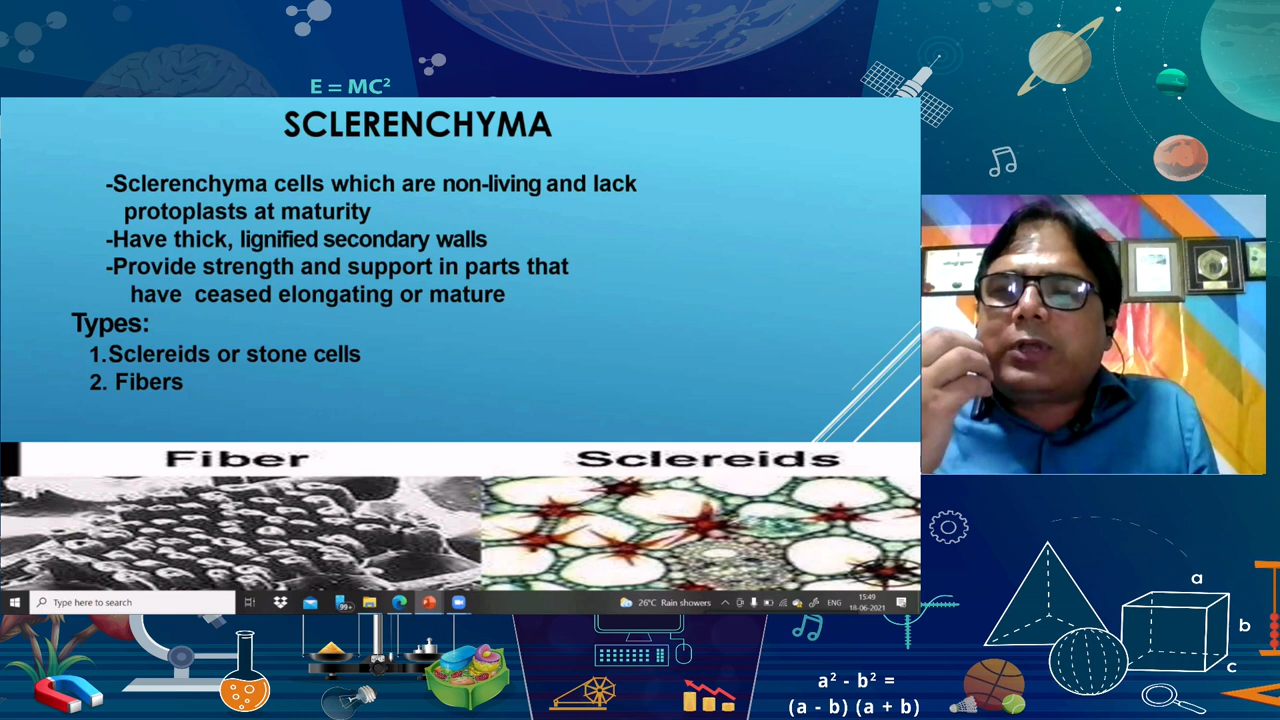 E = MC²
SCLERENCHYMA
-Sclerenchyma cells which are non-living and lack
protoplasts at maturity
-Have thick, lignified secondary walls
-Provide strength and support in parts that
have ceased elongating or mature
Types:
1.Sclereids or stone cells
2. Fibers
Fiber
Sclereids
Type here to search
99+
26°C Rain showers
ENG
15:49
18-06-2021
a
b
c
a² - b² =
(a - b) (a + b)